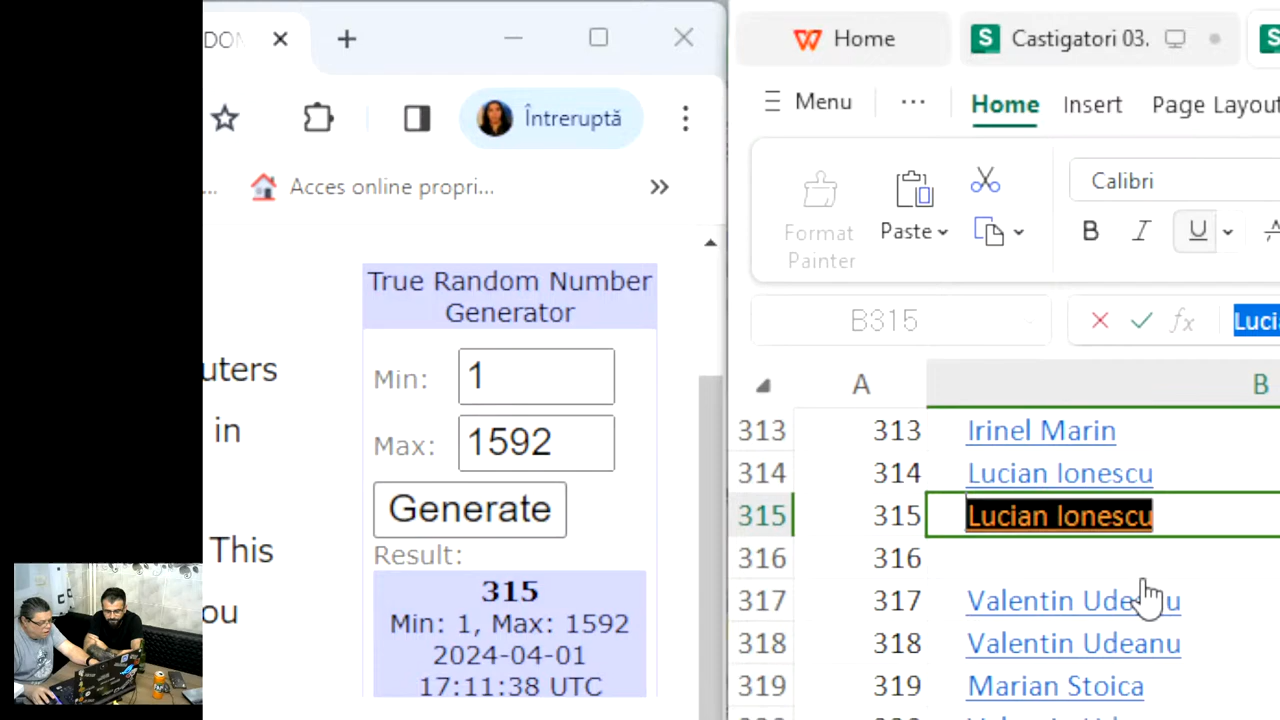 Home
Castigatori 03.
Întreruptă
Menu
...
Home
Insert
Page Layou
...
Acces online propri...
Format
Painter
Paste
Calibri
B
I
U
True Random Number
Generator
Min:
1
B315
fx
Luci
uters
A
B
in
Max:
1592
313
313
Irinel Marin
314
314
Lucian Ionescu
Generate
315
315
Lucian Ionescu
This
Result:
316
316
315
ou
Min: 1, Max: 1592
317
317
2024-04-01
318
318
Valentin Udeanu
17:11:38 UTC
319
319
Marian Stoica